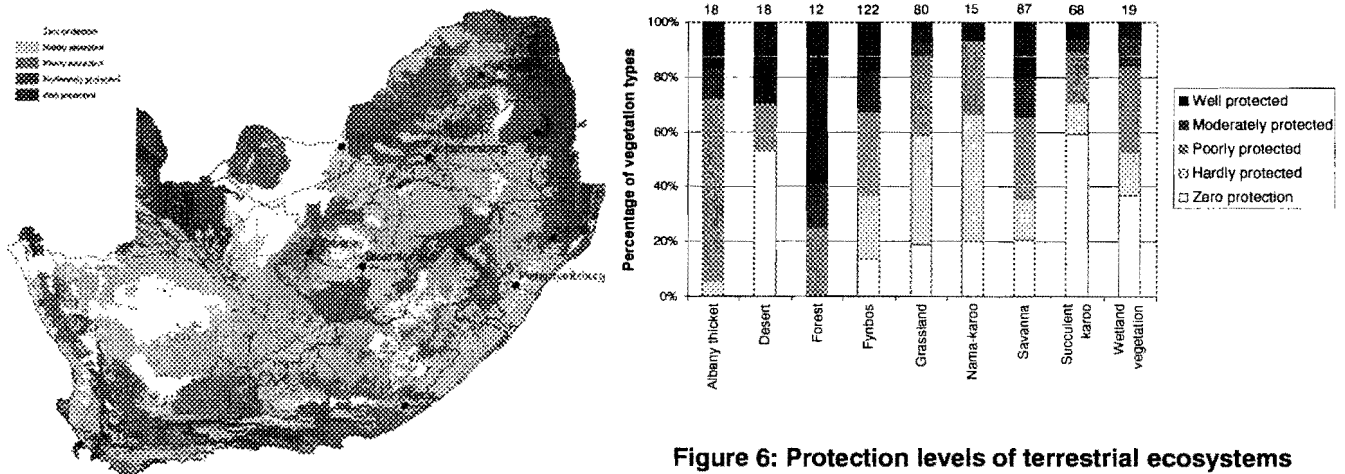 18 18 12 122 80 15 87 68 19
100%
80%
60%
40%
20%
0%
Percentage of vegetation types
Albany thicket
Desert
Forest
Fynbos
Grassland
Nama-karoo
Savanna
Succulent
karoo
Wetland
vegetation
Well protected
Moderately protected
Poorly protected
Hardly protected
Zero protection
Figure 6: Protection levels of terrestrial ecosystems